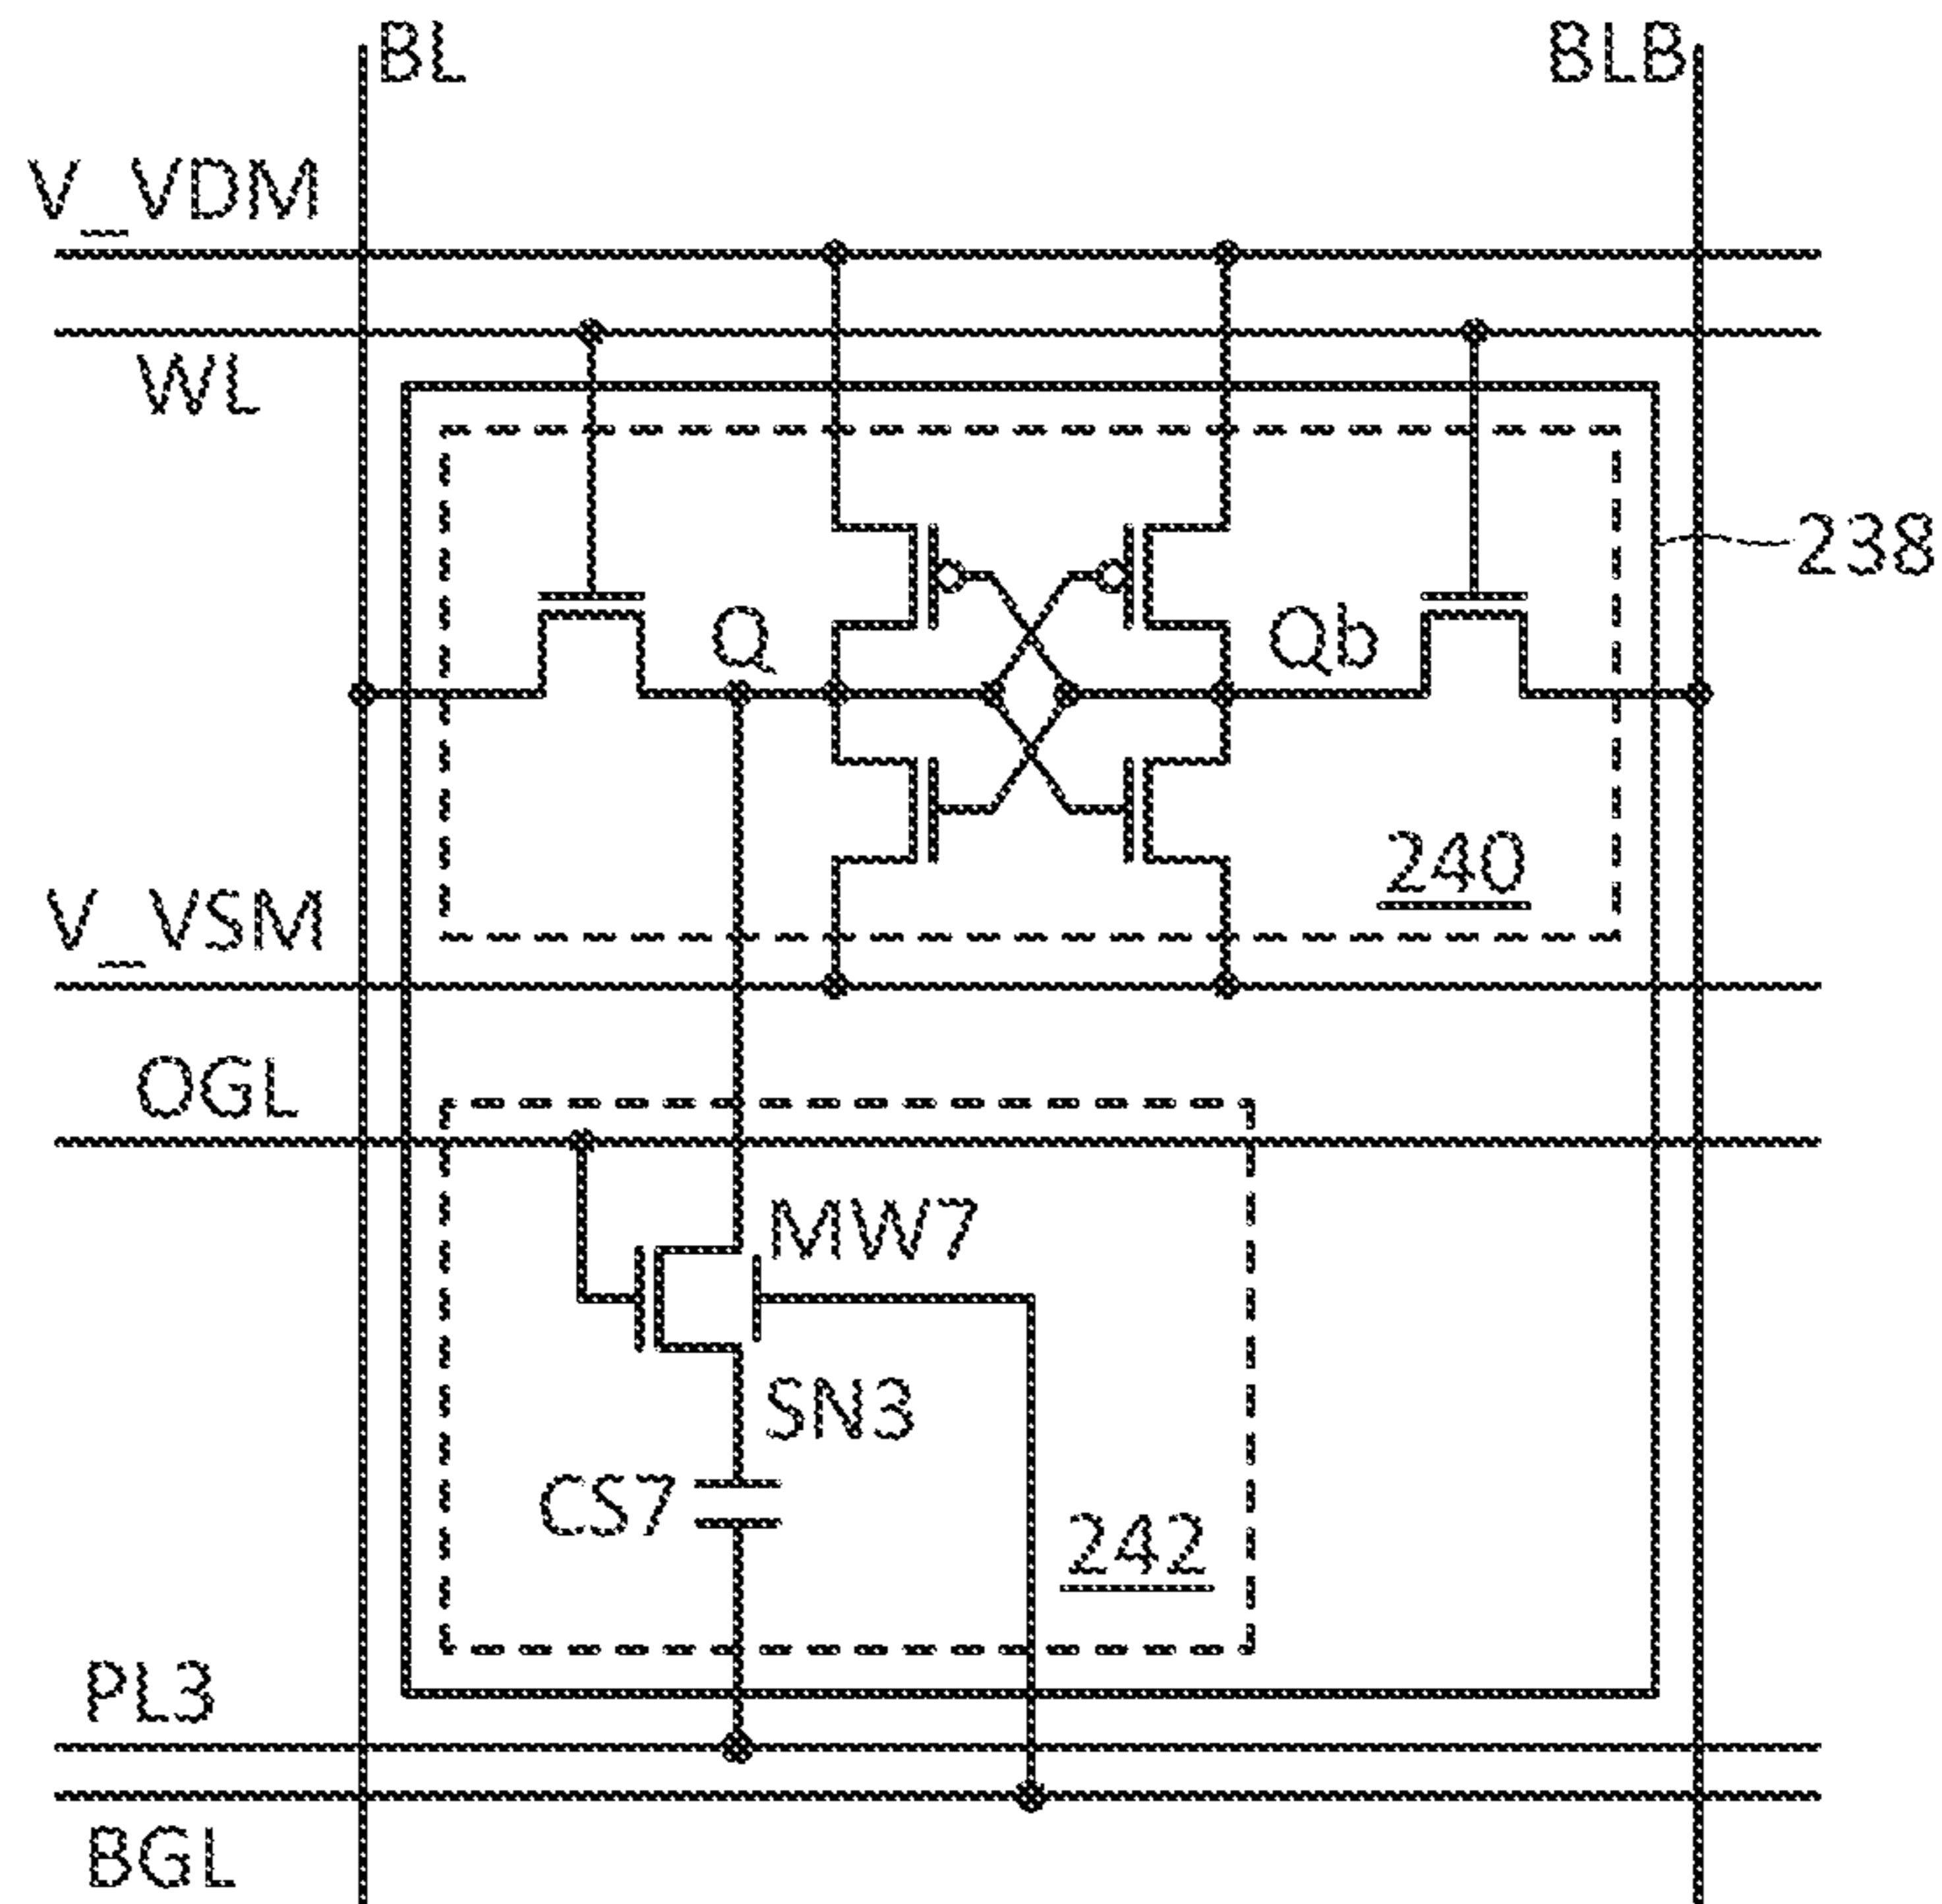 BL
BLB
V_VDM
WL
238
Q
Qb
240
V_VSM
OGL
MW7
SN3
CS7
242
PL3
BGL